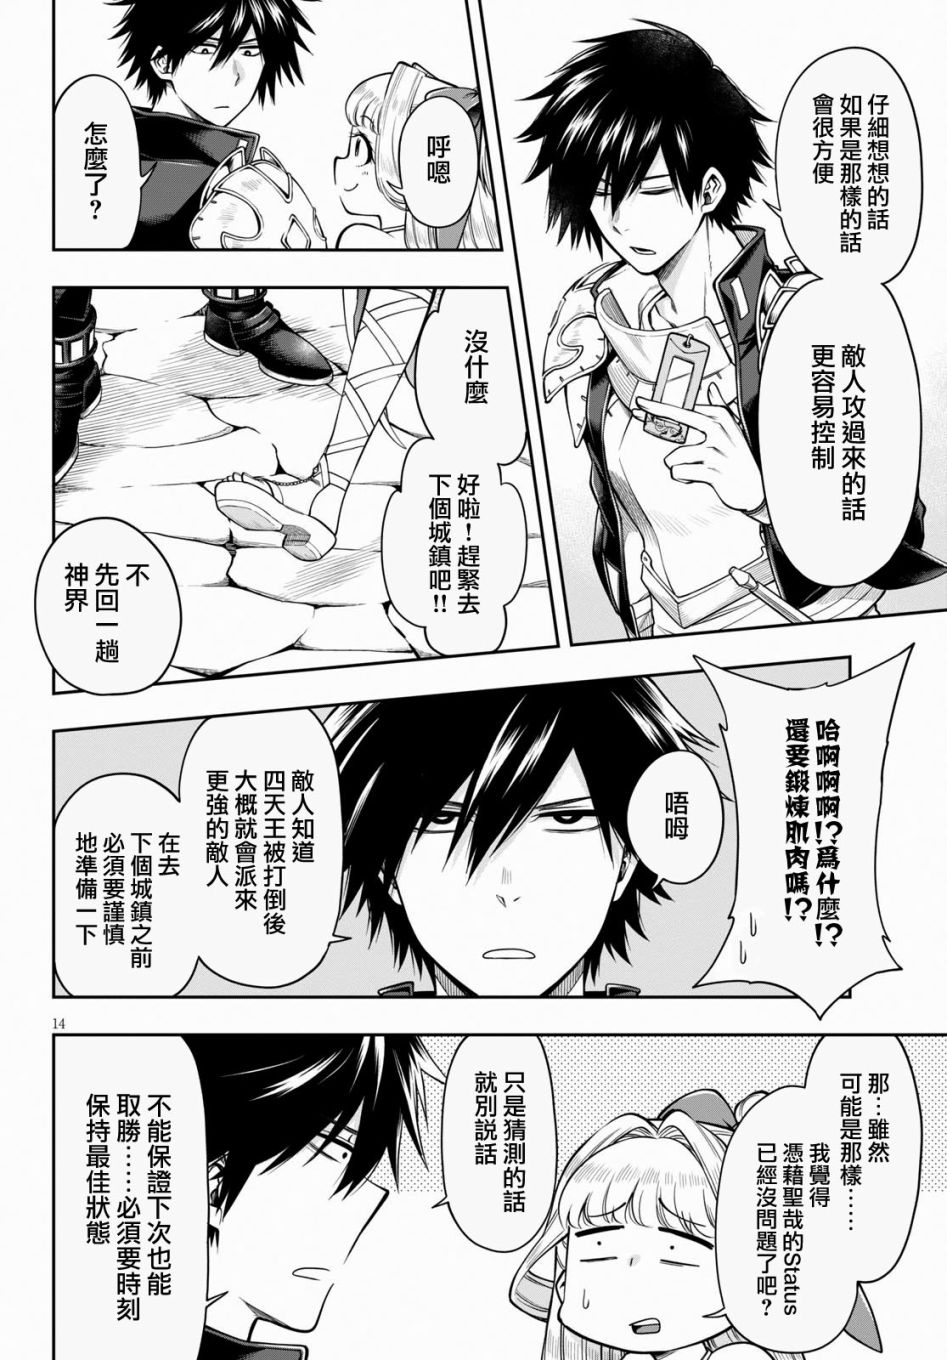 仔細想想的話
如果是那樣的話
會很方便
敵人攻過來的話
更容易控制
呼嗯
怎麼了?
沒什麼
好啦!趕緊去
下個城鎮吧!!
不
先回一趟
神界
哈啊啊啊!?爲什麼!?
還要鍛煉肌肉嗎!?
唔呣
敵人知道
四天王被打倒後
大概就會派來
更強的敵人
在去
下個城鎮之前
必須要謹慎
地準備一下
14
那…雖然
可能是那樣……
我覺得
憑藉聖哉的Status
已經沒問題了吧?
只是猜測的話
就別説話
不能保證下次也能
取勝……必須要時刻
保持最佳狀態